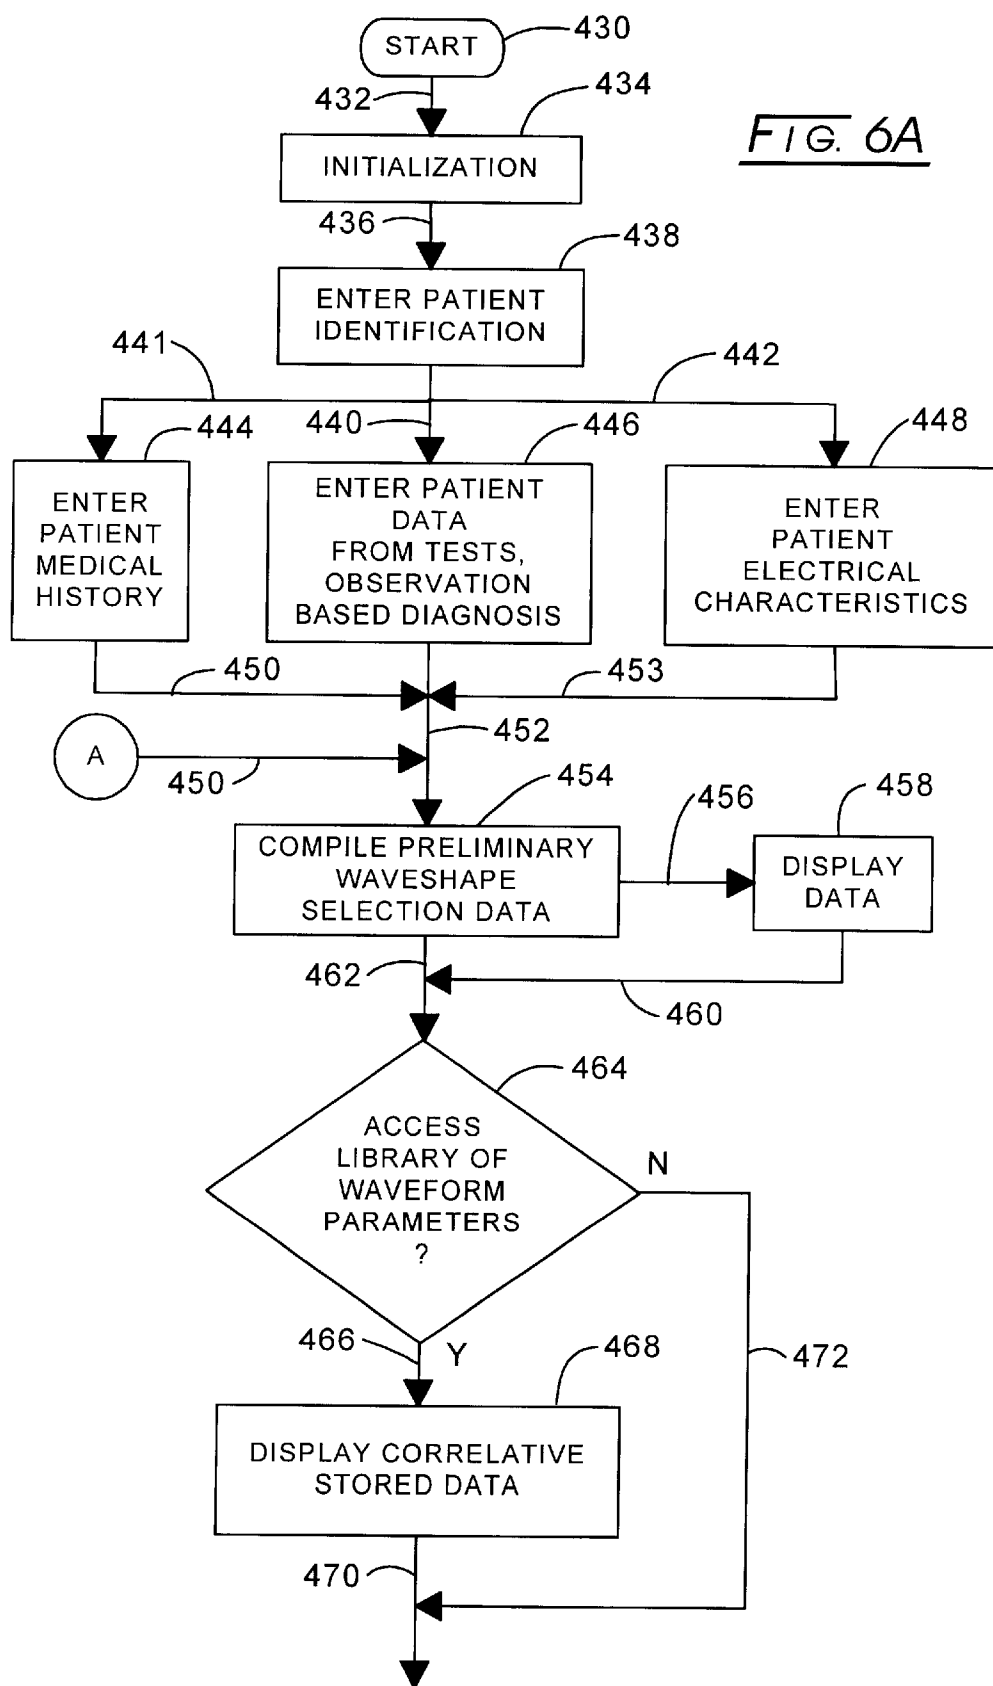 START
430
432
434
FIG. 6A
INITIALIZATION
436
438
ENTER PATIENT
IDENTIFICATION
441
442
444
440
446
448
ENTER
PATIENT
MEDICAL
HISTORY
ENTER PATIENT
DATA
FROM TESTS,
OBSERVATION
BASED DIAGNOSIS
ENTER
PATIENT
ELECTRICAL
CHARACTERISTICS
450
453
452
A
450
454
456
458
COMPILE PRELIMINARY
WAVESHAPE
SELECTION DATA
DISPLAY
DATA
462
460
464
ACCESS
LIBRARY OF
WAVEFORM
PARAMETERS
?
N
466
Y
468
472
DISPLAY CORRELATIVE
STORED DATA
470